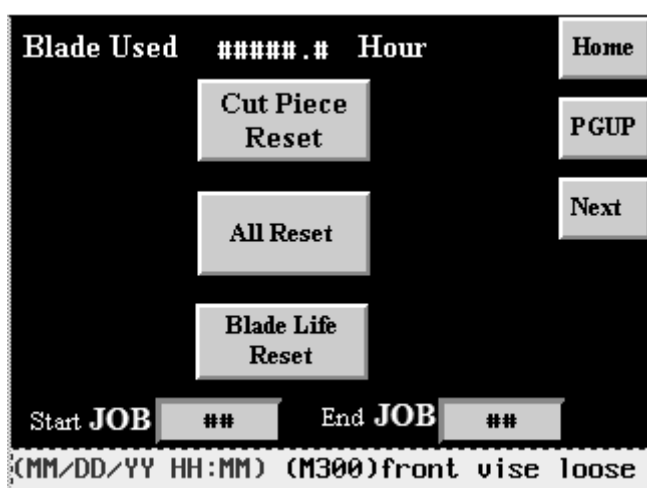 Blade Used #####.# Hour
Home
Cut Piece
Reset
PGUP
All Reset
Next
Blade Life
Reset
Start JOB ## End JOB ##
(MM/DD/YY HH:MM) (M300)front vise loose